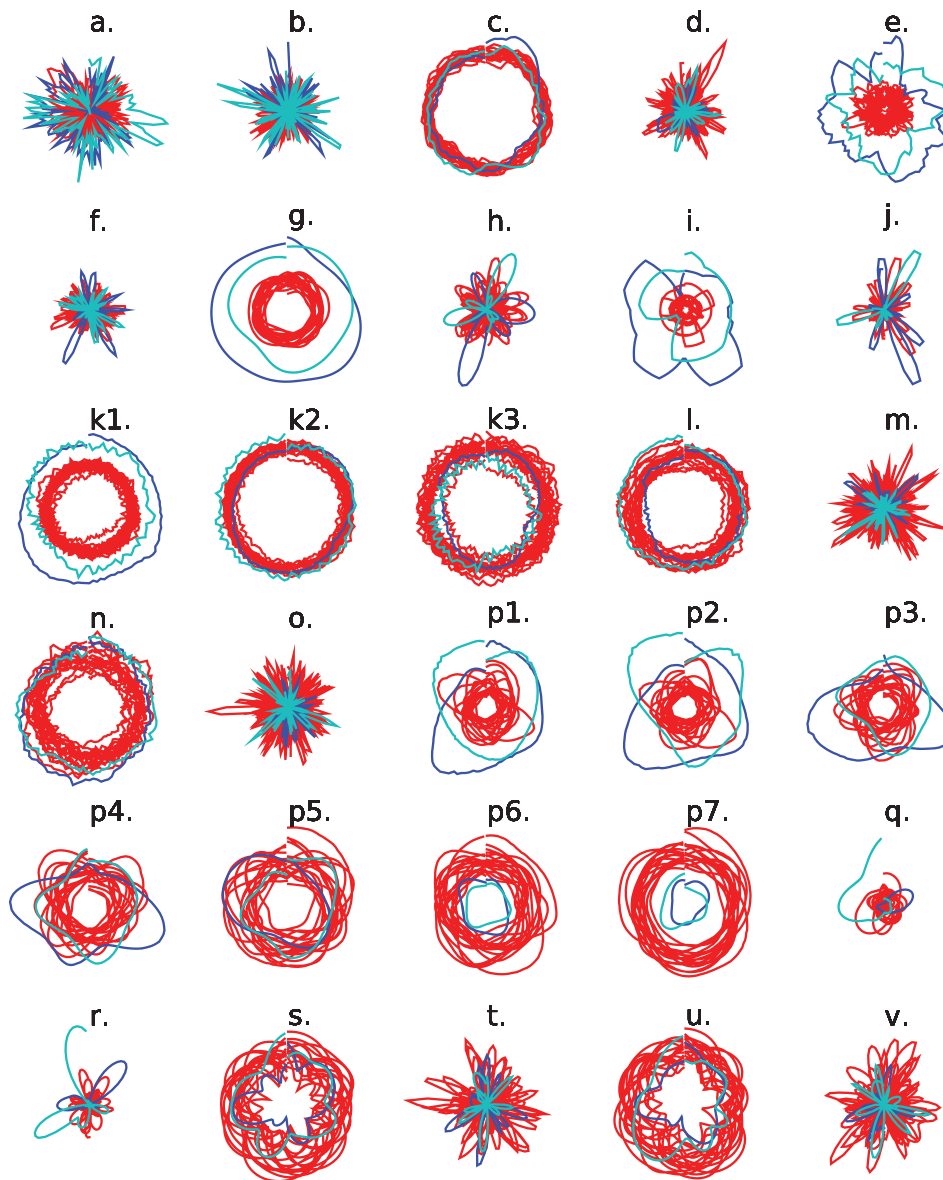 a. b. c. d. e.
f. g. h. i. j.
k1. k2. k3. l. m.
n. o. p1. p2. p3.
p4. p5. p6. p7. q.
r. s. t. u. v.